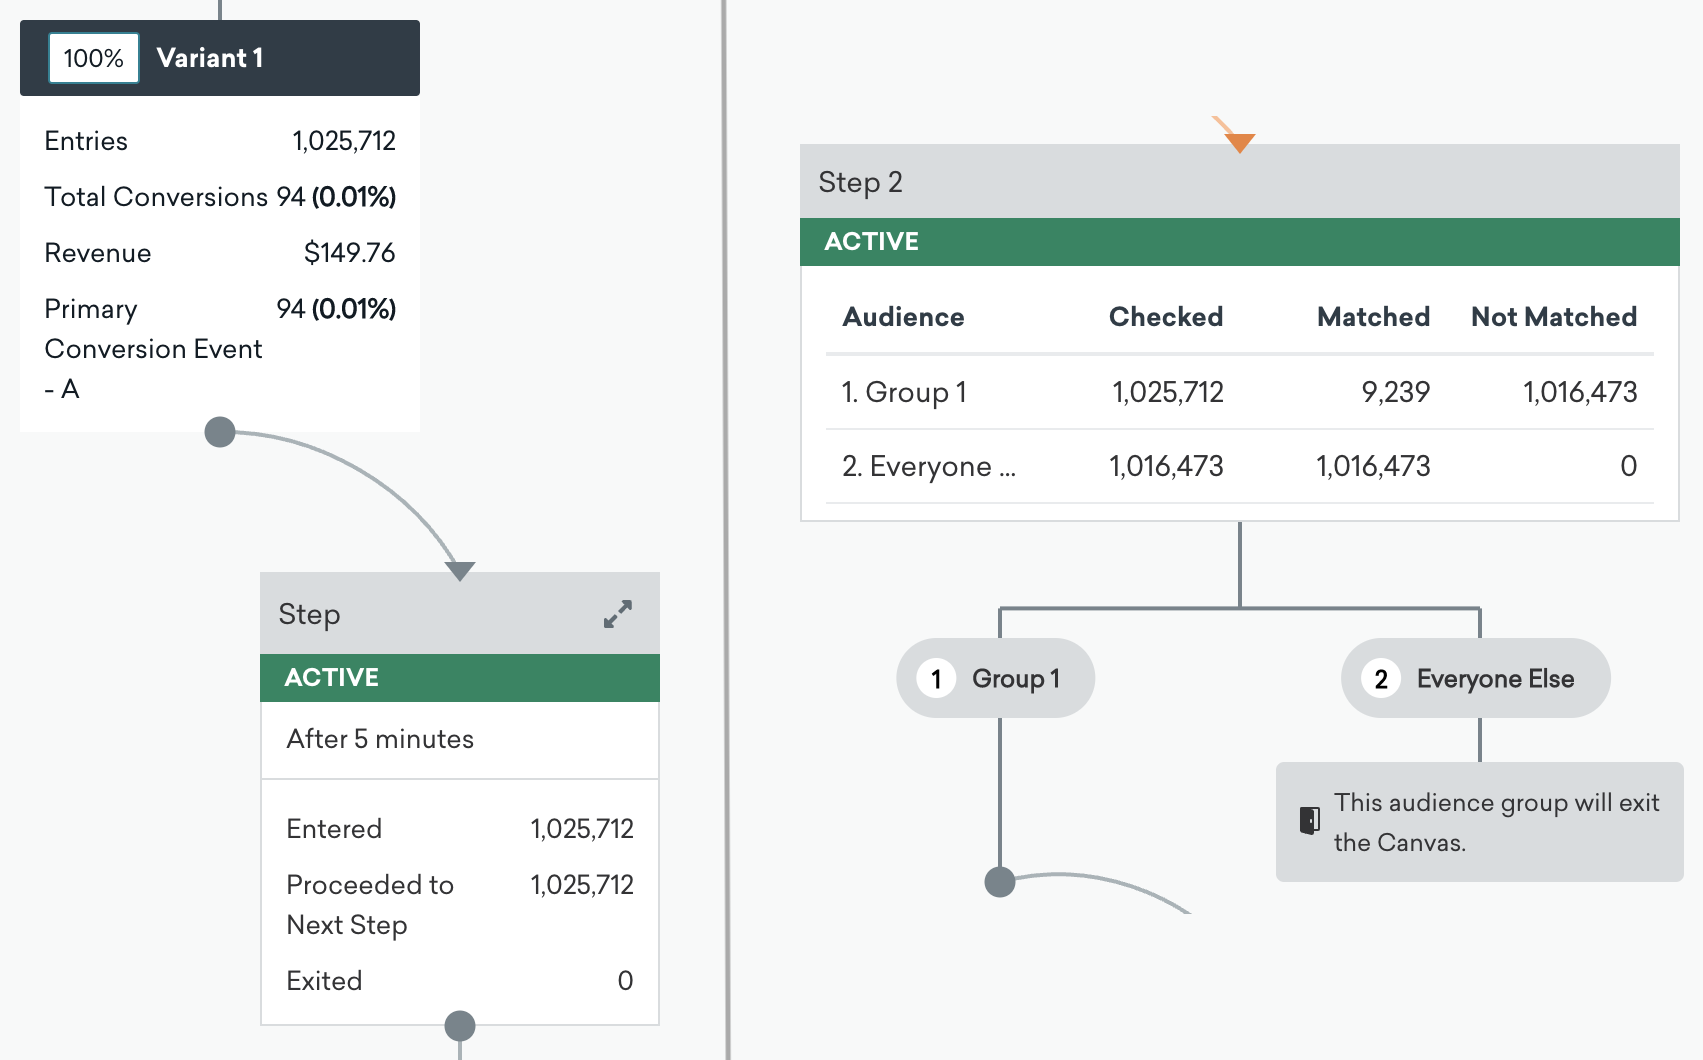 100% Variant 1
Entries 1,025,712
Total Conversions 94 (0.01%)
Revenue $149.76
Primary 94 (0.01%)
Conversion Event
- A
Step
ACTIVE
After 5 minutes
Entered 1,025,712
Proceeded to 1,025,712
Next Step
Exited 0
Step 2
ACTIVE
Audience Checked Matched Not Matched
1. Group 1 1,025,712 9,239 1,016,473
2. Everyone ... 1,016,473 1,016,473 0
1 Group 1
2 Everyone Else
This audience group will exit
the Canvas.